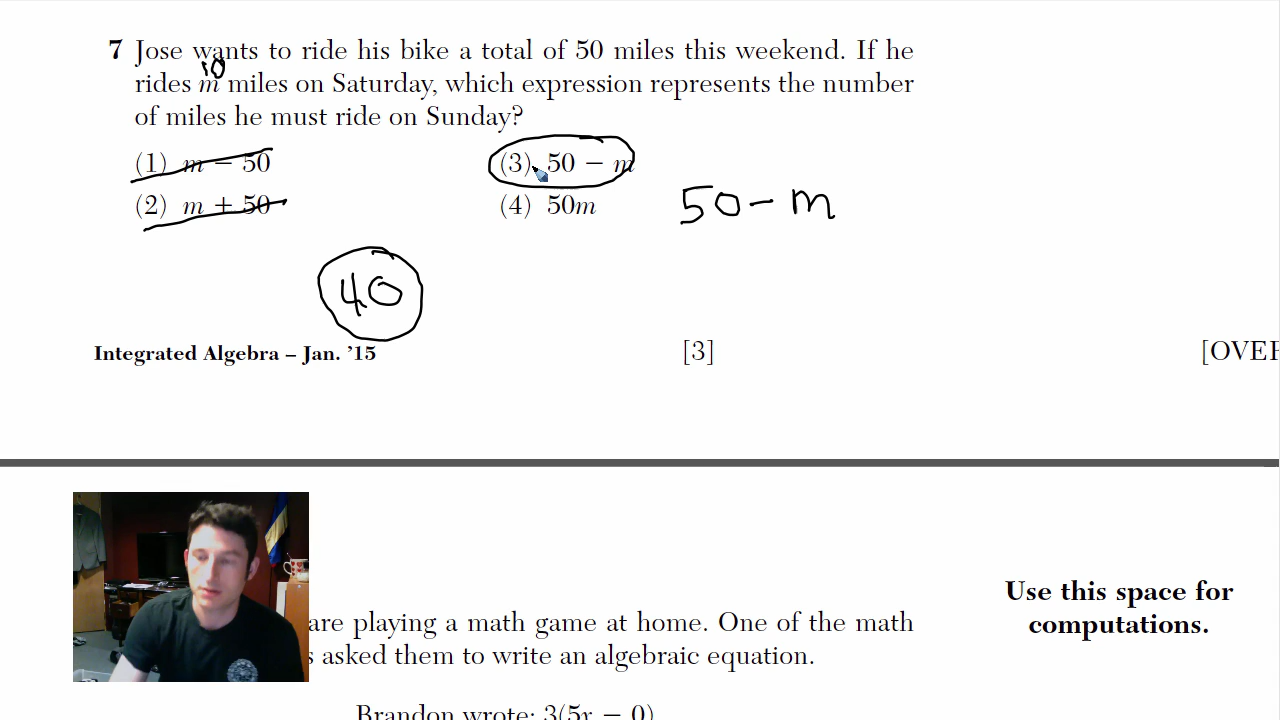 7 Jose wants to ride his bike a total of 50 miles this weekend. If he
10
rides m miles on Saturday, which expression represents the number
of miles he must ride on Sunday?
(1) m − 50
(3) 50 − m
(2) m + 50
(4) 50m
50 − m
40
Integrated Algebra – Jan. ’15
[3]
[OVER
Use this space for
computations.
are playing a math game at home. One of the math
s asked them to write an algebraic equation.
Brandon wrote: 3(5x − 0)